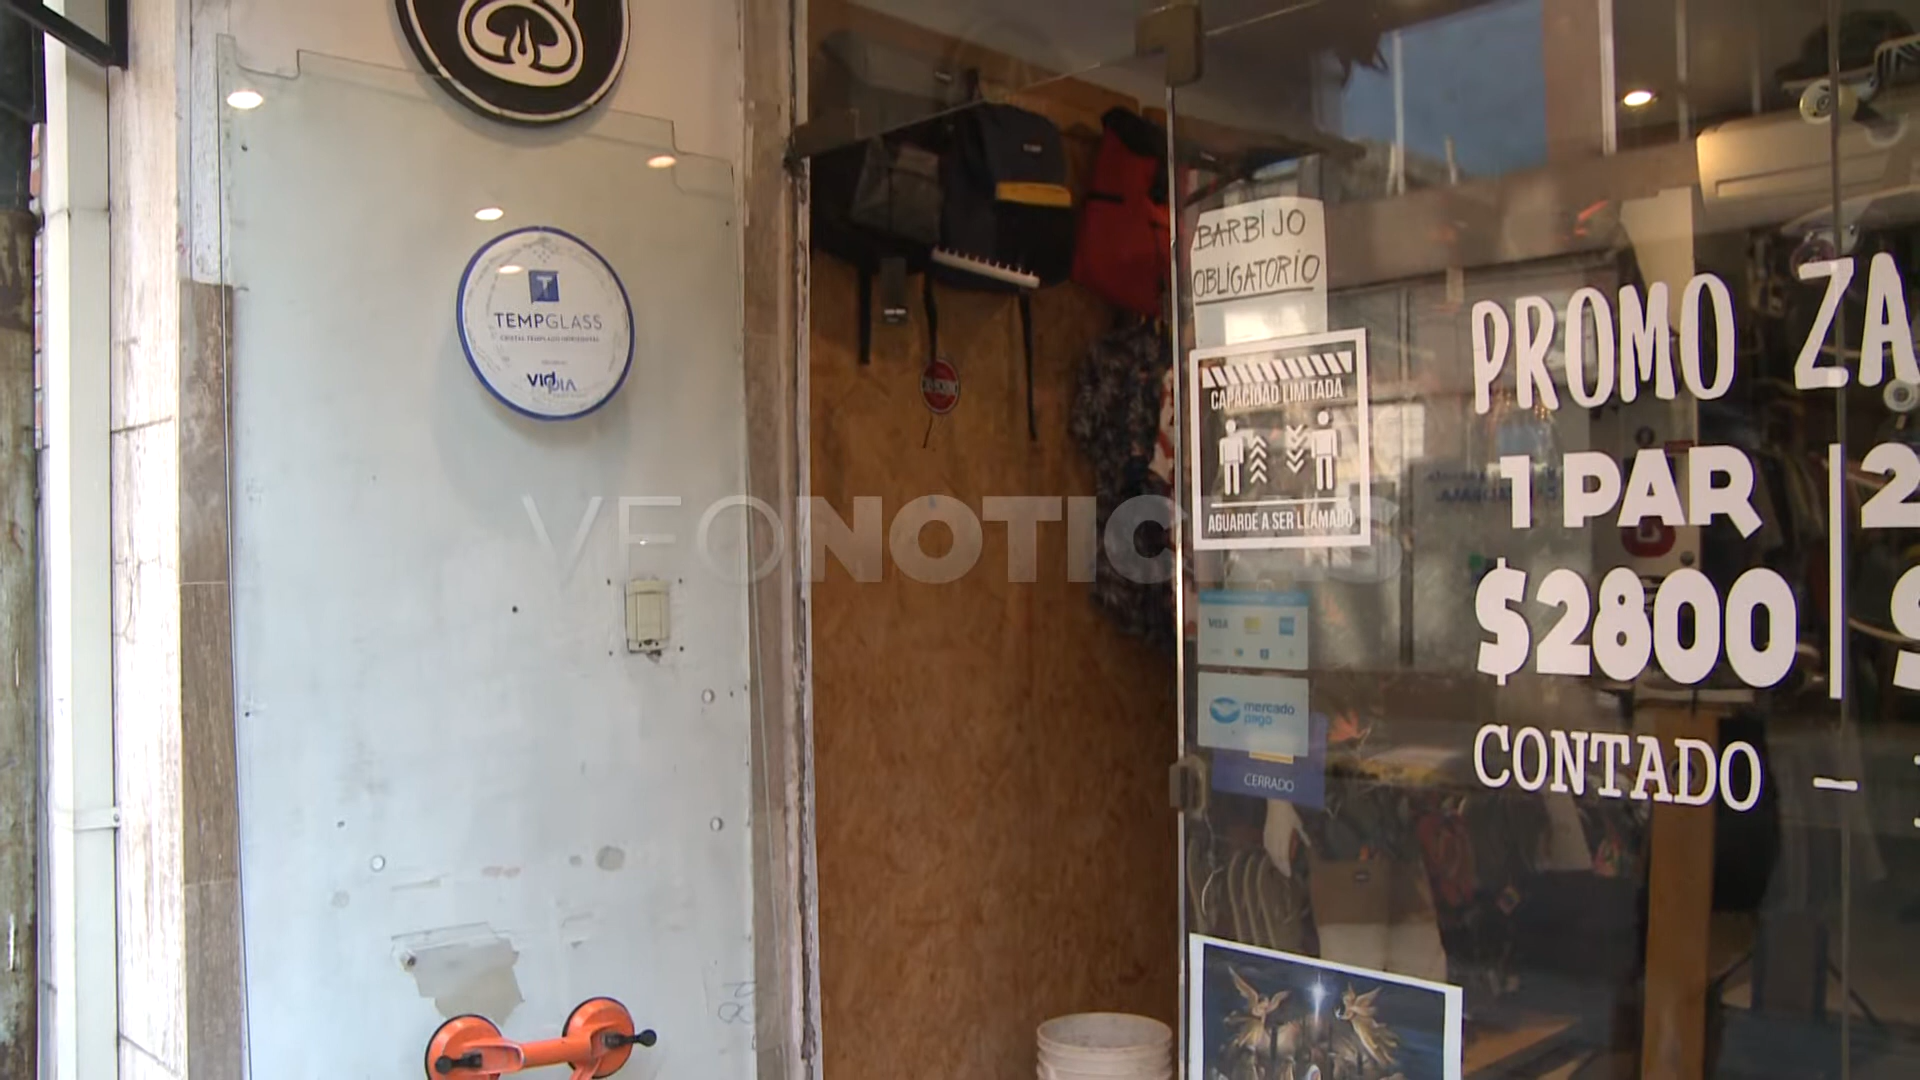 BARBIJO
OBLIGATORIO
CAPACIDAD LIMITADA
AGUARDE A SER LLAMADO
TEMPGLASS
VEONOTICIAS
PROMO ZA
1 PAR
2
$2800
$
CONTADO –
VISA
mercado
pago
CERRADO